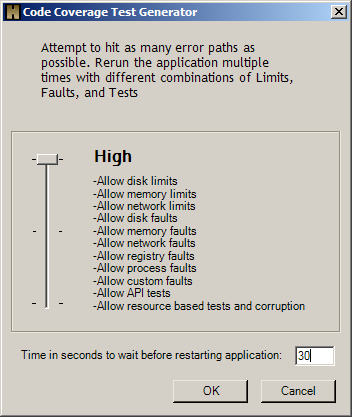 Code Coverage Test Generator
Attempt to hit as many error paths as
possible. Rerun the application multiple
times with different combinations of Limits,
Faults, and Tests
High
-Allow disk limits
-Allow memory limits
-Allow network limits
-Allow disk faults
-Allow memory faults
-Allow network faults
-Allow registry faults
-Allow process faults
-Allow custom faults
-Allow API tests
-Allow resource based tests and corruption
Time in seconds to wait before restarting application: 30
OK Cancel